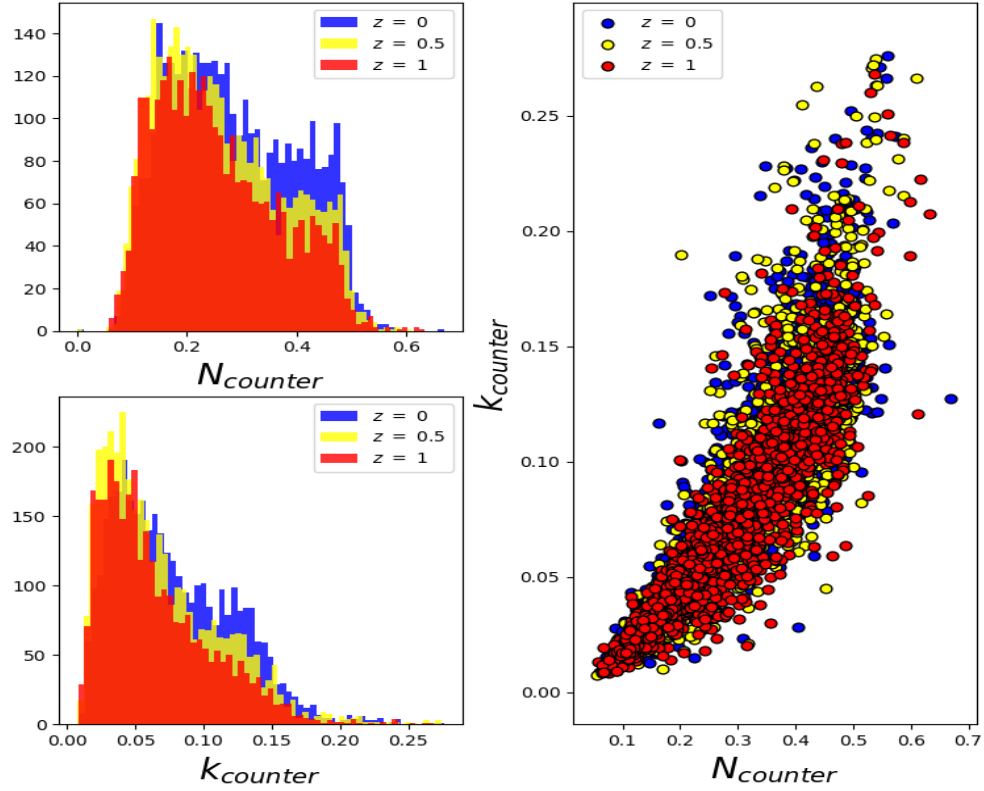 140
120
100
80
60
40
20
0
z = 0
z = 0.5
z = 1
0.0 0.2 0.4 0.6
N_counter
200
150
100
50
0
z = 0
z = 0.5
z = 1
0.00 0.05 0.10 0.15 0.20 0.25
k_counter
k_counter
0.25
0.20
0.15
0.10
0.05
0.00
z = 0
z = 0.5
z = 1
0.1 0.2 0.3 0.4 0.5 0.6 0.7
N_counter